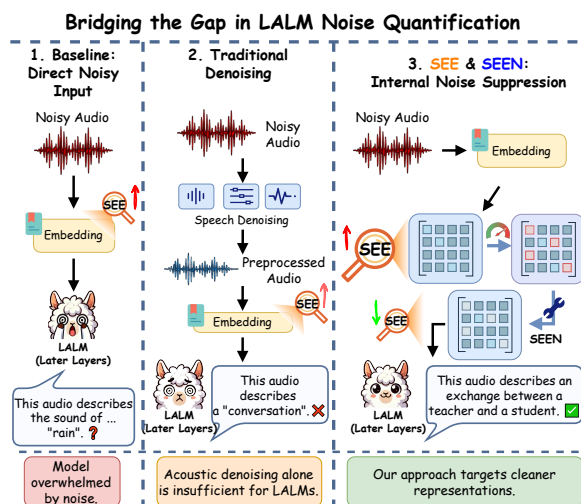 Bridging the Gap in LALM Noise Quantification
1. Baseline:
Direct Noisy
Input
Noisy Audio
SEE
Embedding
LALM
(Later Layers)
This audio describes
the sound of ...
"rain". ?
Model
overwhelmed
by noise.
2. Traditional
Denoising
Noisy
Audio
Speech Denoising
Preprocessed
Audio
SEE
Embedding
LALM
(Later Layers)
This audio
describes
a "conversation".
Acoustic denoising alone
is insufficient for LALMs.
3. SEE & SEEN:
Internal Noise Suppression
Noisy Audio
Embedding
SEE
SEE
SEEN
LALM
(Later Layers)
This audio describes an
exchange between a
teacher and a student.
Our approach targets cleaner
representations.